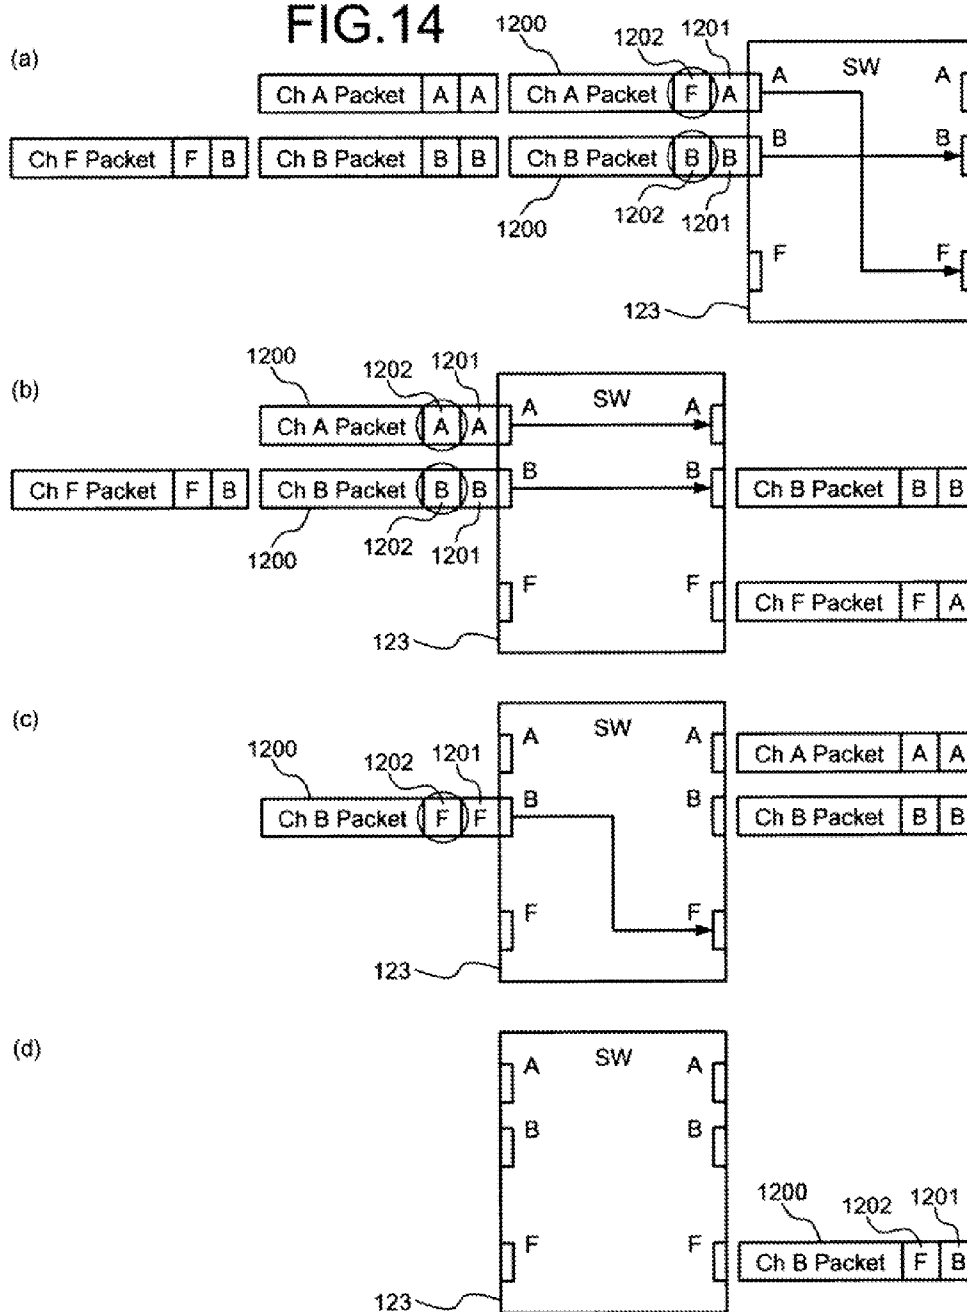 FIG.14
(a)
1200 1202 1201
A SW A
Ch A Packet A A Ch A Packet F A
B B
Ch F Packet F B Ch B Packet B B Ch B Packet B B
1200 1202 1201
F F
123
(b)
1200 1202 1201
A SW A
Ch A Packet A A
B B
Ch F Packet F B Ch B Packet B B Ch B Packet B B
1200 1202 1201
F F
Ch F Packet F A
123
(c)
1200 1202 1201
A SW A Ch A Packet A A
B B
Ch B Packet F F Ch B Packet B B
F F
123
(d)
A SW A
B B
1200 1202 1201
F F
Ch B Packet F B
123